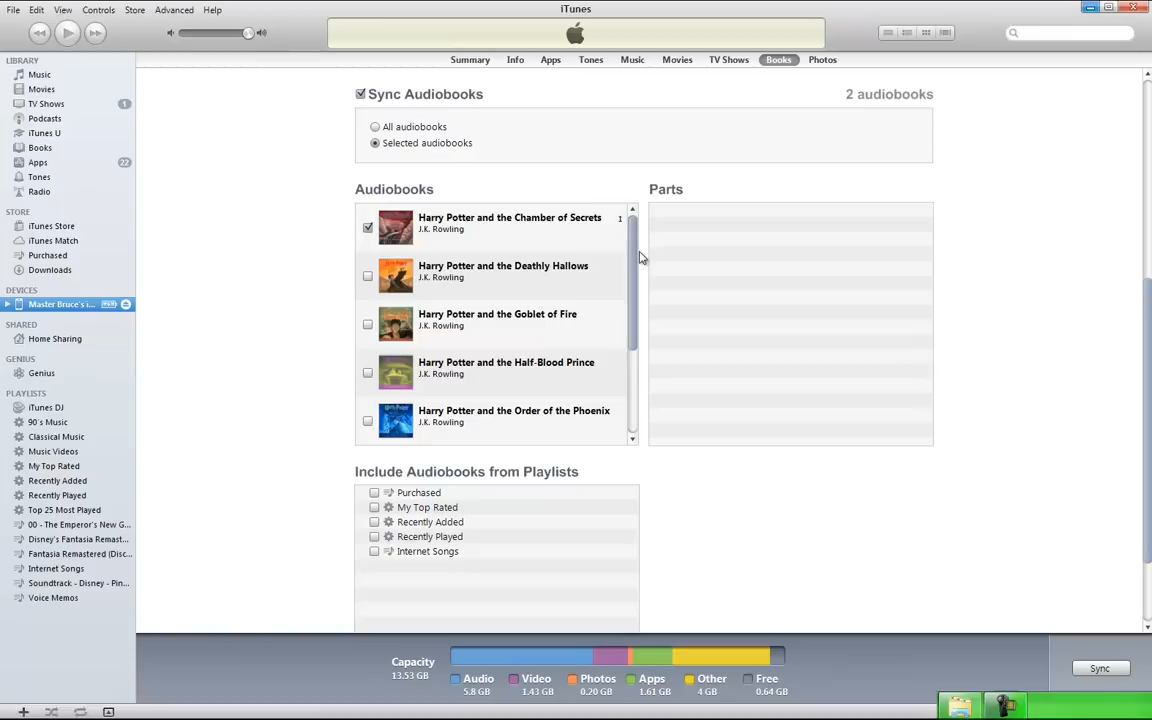 File Edit View Controls Store Advanced Help
iTunes
LIBRARY
Music
Movies
TV Shows 1
Podcasts
iTunes U
Books
Apps 22
Tones
Radio
STORE
iTunes Store
iTunes Match
Purchased
Downloads
DEVICES
Master Bruce's i...
SHARED
Home Sharing
GENIUS
Genius
PLAYLISTS
iTunes DJ
90's Music
Classical Music
Music Videos
My Top Rated
Recently Added
Recently Played
Top 25 Most Played
00 - The Emperor's New G...
Disney's Fantasia Remast...
Fantasia Remastered (Disc...
Internet Songs
Soundtrack - Disney - Pin...
Voice Memos
Summary Info Apps Tones Music Movies TV Shows Books Photos
Sync Audiobooks 2 audiobooks
All audiobooks
Selected audiobooks
Audiobooks
Harry Potter and the Chamber of Secrets 1
J.K. Rowling
Harry Potter and the Deathly Hallows
J.K. Rowling
Harry Potter and the Goblet of Fire
J.K. Rowling
Harry Potter and the Half-Blood Prince
J.K. Rowling
Harry Potter and the Order of the Phoenix
J.K. Rowling
Parts
Include Audiobooks from Playlists
Purchased
My Top Rated
Recently Added
Recently Played
Internet Songs
Capacity
13.53 GB
Audio Video Photos Apps Other Free
5.8 GB 1.43 GB 0.20 GB 1.61 GB 4 GB 0.64 GB
Sync